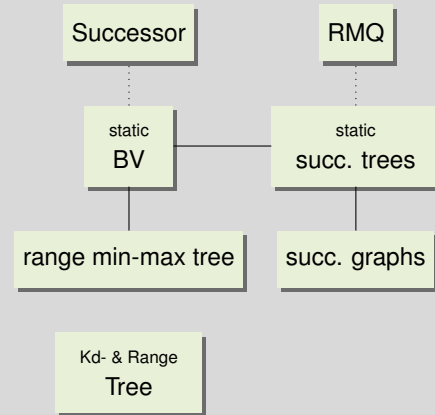 Successor
RMQ
static
BV
static
succ. trees
range min-max tree
succ. graphs
Kd- & Range
Tree